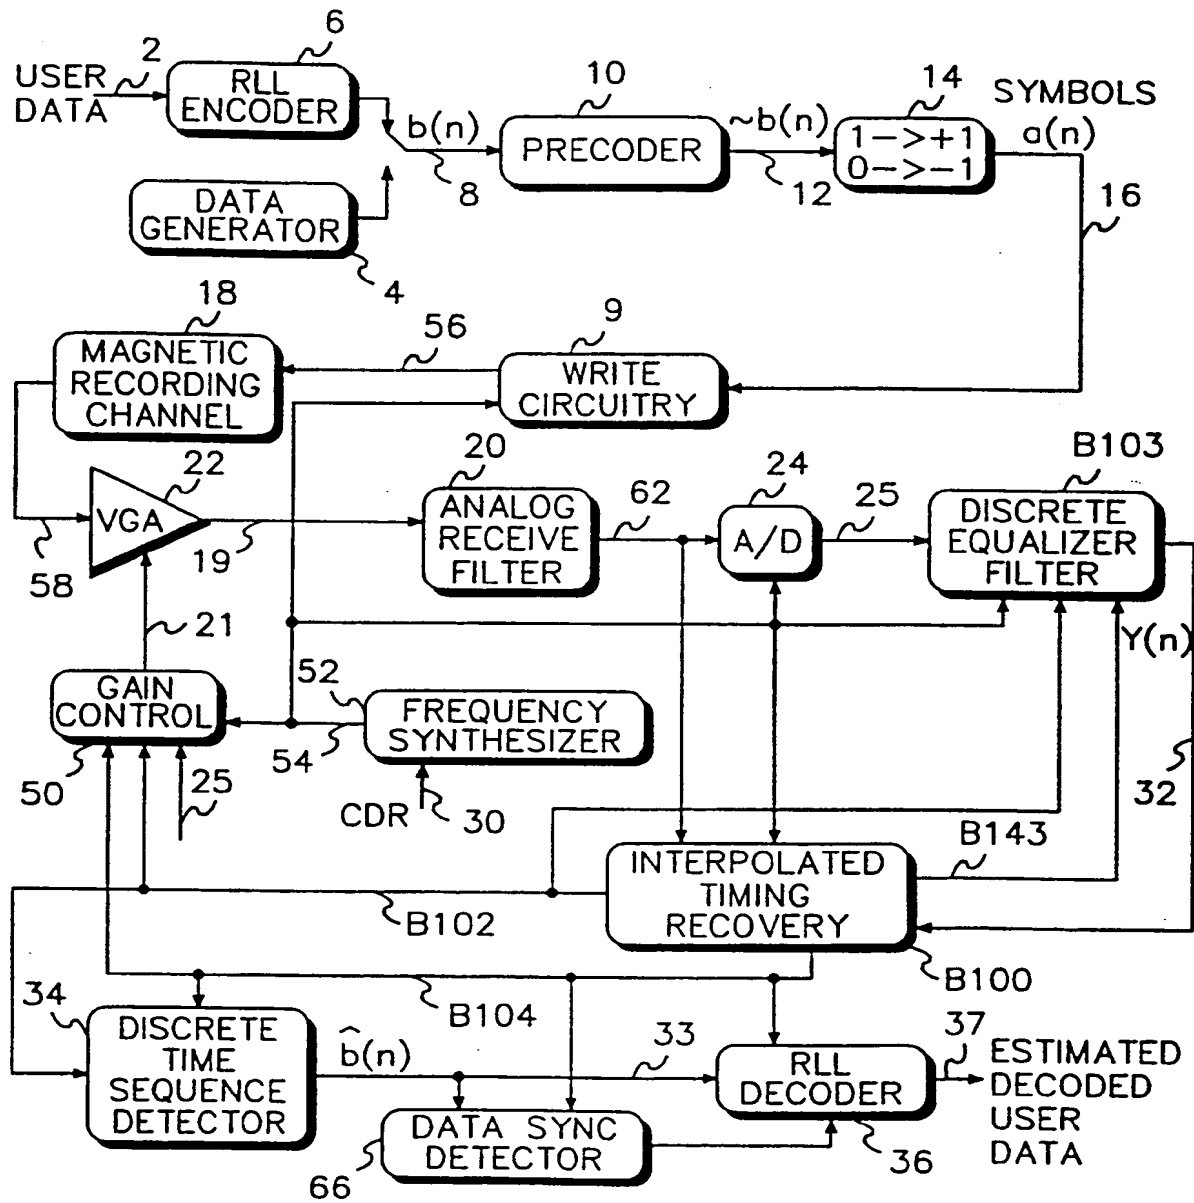 6
2
USER
DATA
RLL
ENCODER
10
14
SYMBOLS
b(n)
PRECODER
~b(n)
1->+1
0->-1
a(n)
8
12
16
DATA
GENERATOR
4
18
56
9
MAGNETIC
RECORDING
CHANNEL
WRITE
CIRCUITRY
22
20
24
B103
VGA
ANALOG
RECEIVE
FILTER
62
A/D
25
DISCRETE
EQUALIZER
FILTER
58
19
21
Y(n)
52
GAIN
CONTROL
FREQUENCY
SYNTHESIZER
54
50
25
CDR
30
32
B143
INTERPOLATED
TIMING
RECOVERY
B102
B100
34
B104
DISCRETE
TIME
SEQUENCE
DETECTOR
b̂(n)
33
RLL
DECODER
37
ESTIMATED
DECODED
USER
DATA
DATA SYNC
DETECTOR
66
36